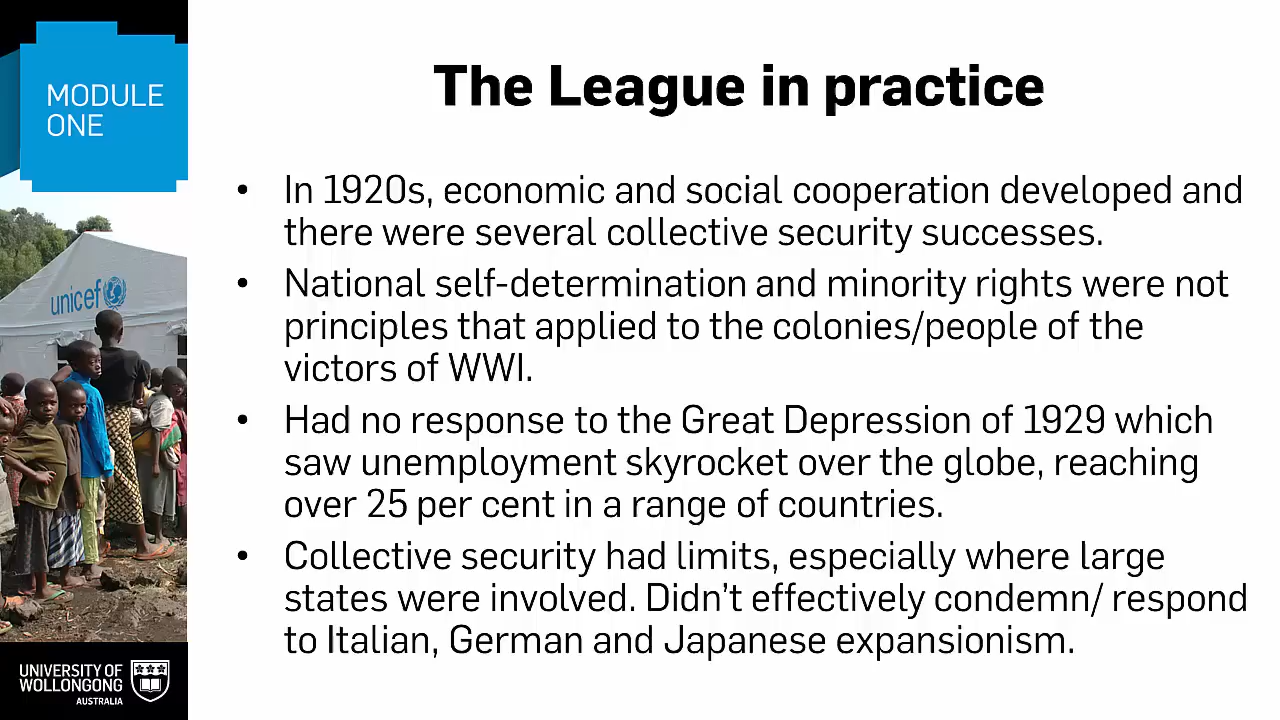 MODULE
ONE
The League in practice
• In 1920s, economic and social cooperation developed and
there were several collective security successes.
• National self-determination and minority rights were not
principles that applied to the colonies/people of the
victors of WWI.
• Had no response to the Great Depression of 1929 which
saw unemployment skyrocket over the globe, reaching
over 25 per cent in a range of countries.
• Collective security had limits, especially where large
states were involved. Didn't effectively condemn/ respond
to Italian, German and Japanese expansionism.
unicef
UNIVERSITY OF
WOLLONGONG
AUSTRALIA